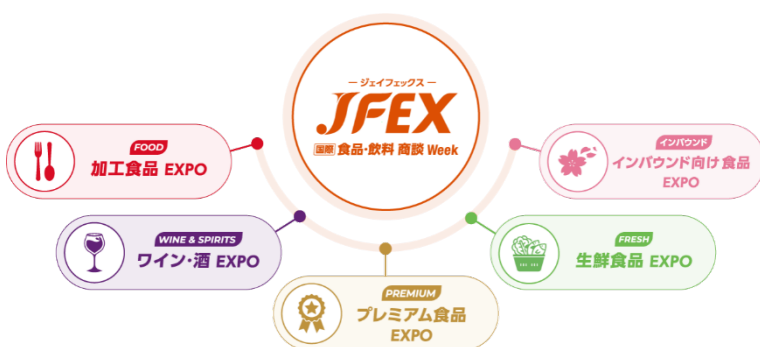 ージェイフェックスー
JFEX
国際 食品・飲料 商談 Week
FOOD
加工食品 EXPO
WINE & SPIRITS
ワイン・酒 EXPO
PREMIUM
プレミアム食品
EXPO
FRESH
生鮮食品 EXPO
インバウンド
インバウンド向け食品
EXPO